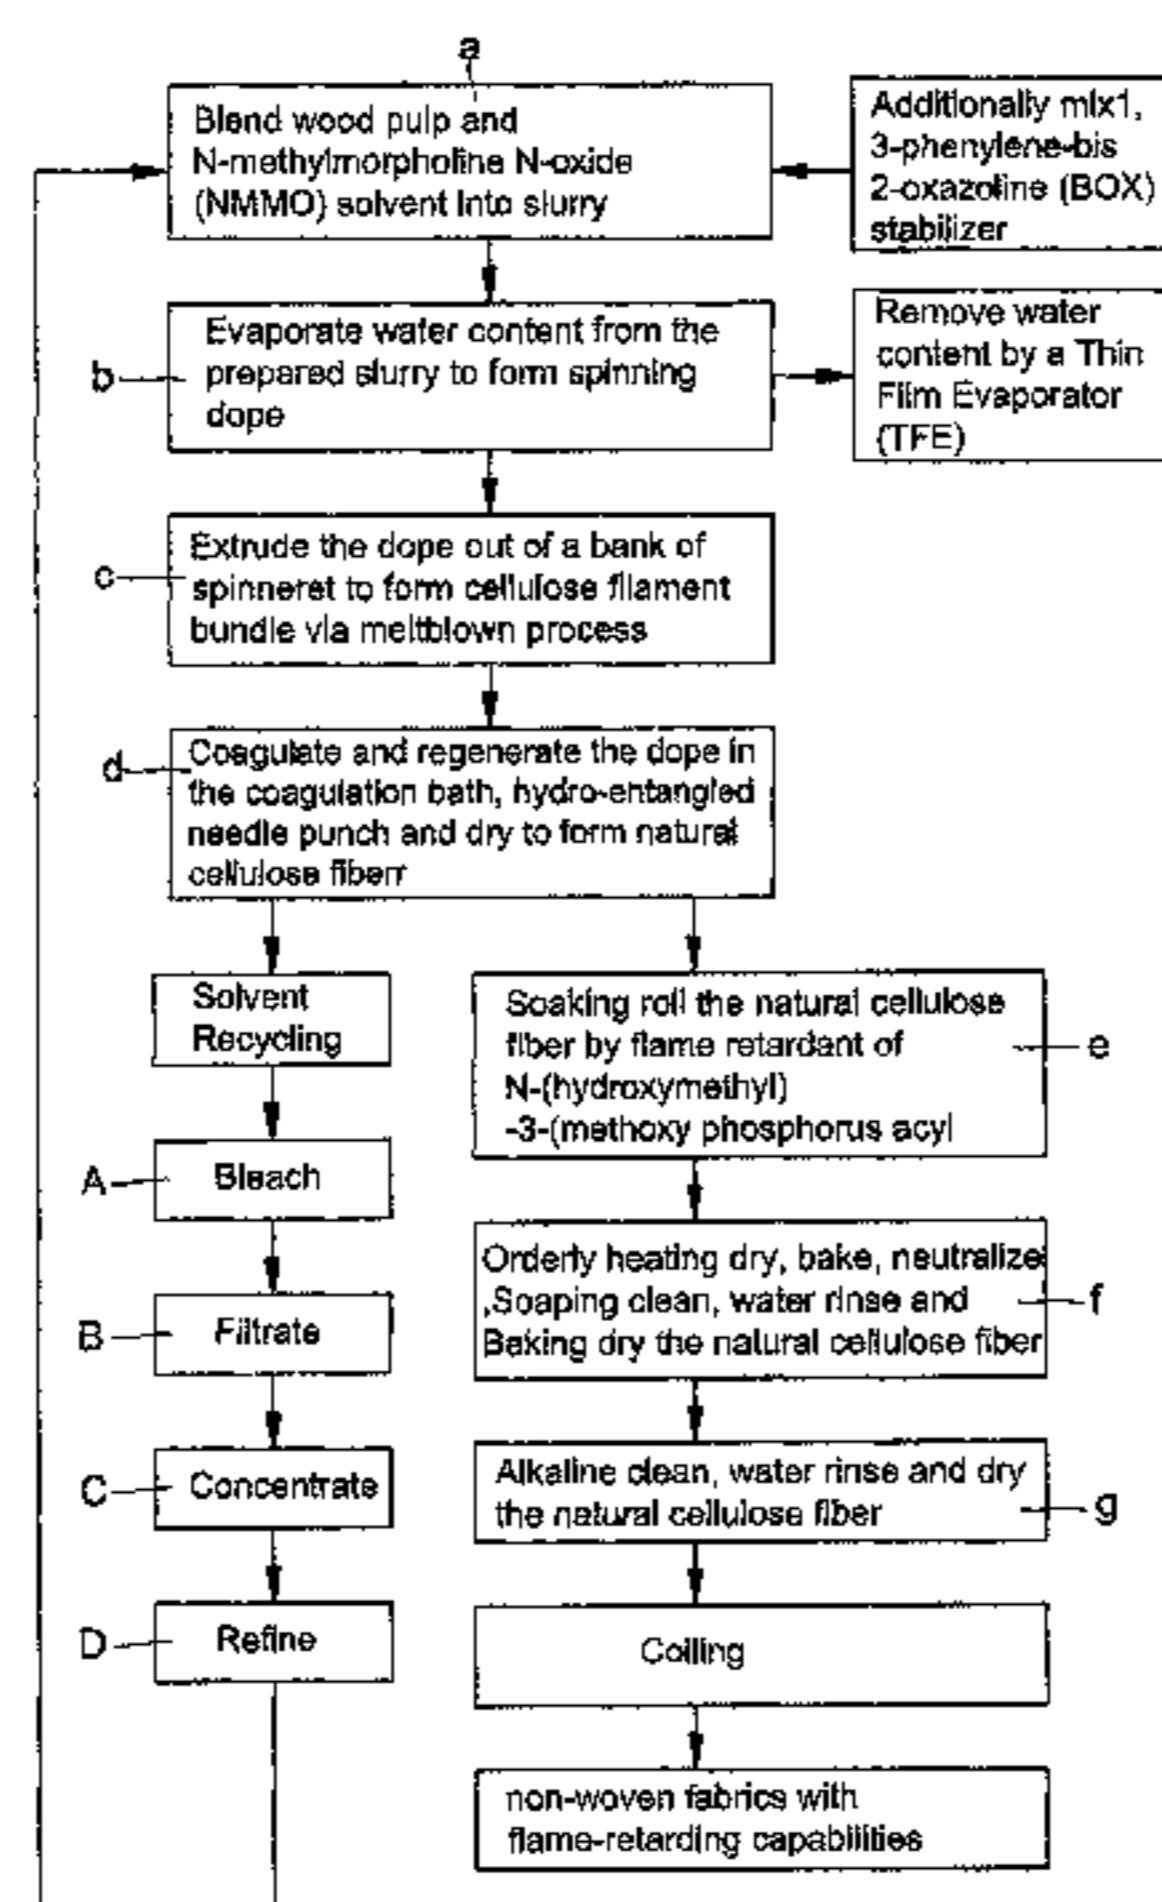 a
Blend wood pulp and
N-methylmorpholine N-oxide
(NMMO) solvent into slurry
Additionally mix1,
3-phenylene-bis
2-oxazoline (BOX)
stabilizer
b
Evaporate water content from the
prepared slurry to form spinning
dope
Remove water
content by a Thin
Film Evaporator
(TFE)
c
Extrude the dope out of a bank of
spinneret to form cellulose filament
bundle via meltblown process
d
Coagulate and regenerate the dope in
the coagulation bath, hydro-entangled
needle punch and dry to form natural
cellulose fiberr
Solvent
Recycling
A
Bleach
B
Filtrate
C
Concentrate
D
Refine
Soaking roll the natural cellulose
fiber by flame retardant of
N-(hydroxymethyl)
-3-(methoxy phosphorus acyl
e
Orderly heating dry, bake, neutralize
,Soaping clean, water rinse and
Baking dry the natural cellulose fiber
f
Alkaline clean, water rinse and dry
the natural cellulose fiber
g
Coiling
non-woven fabrics with
flame-retarding capabilities